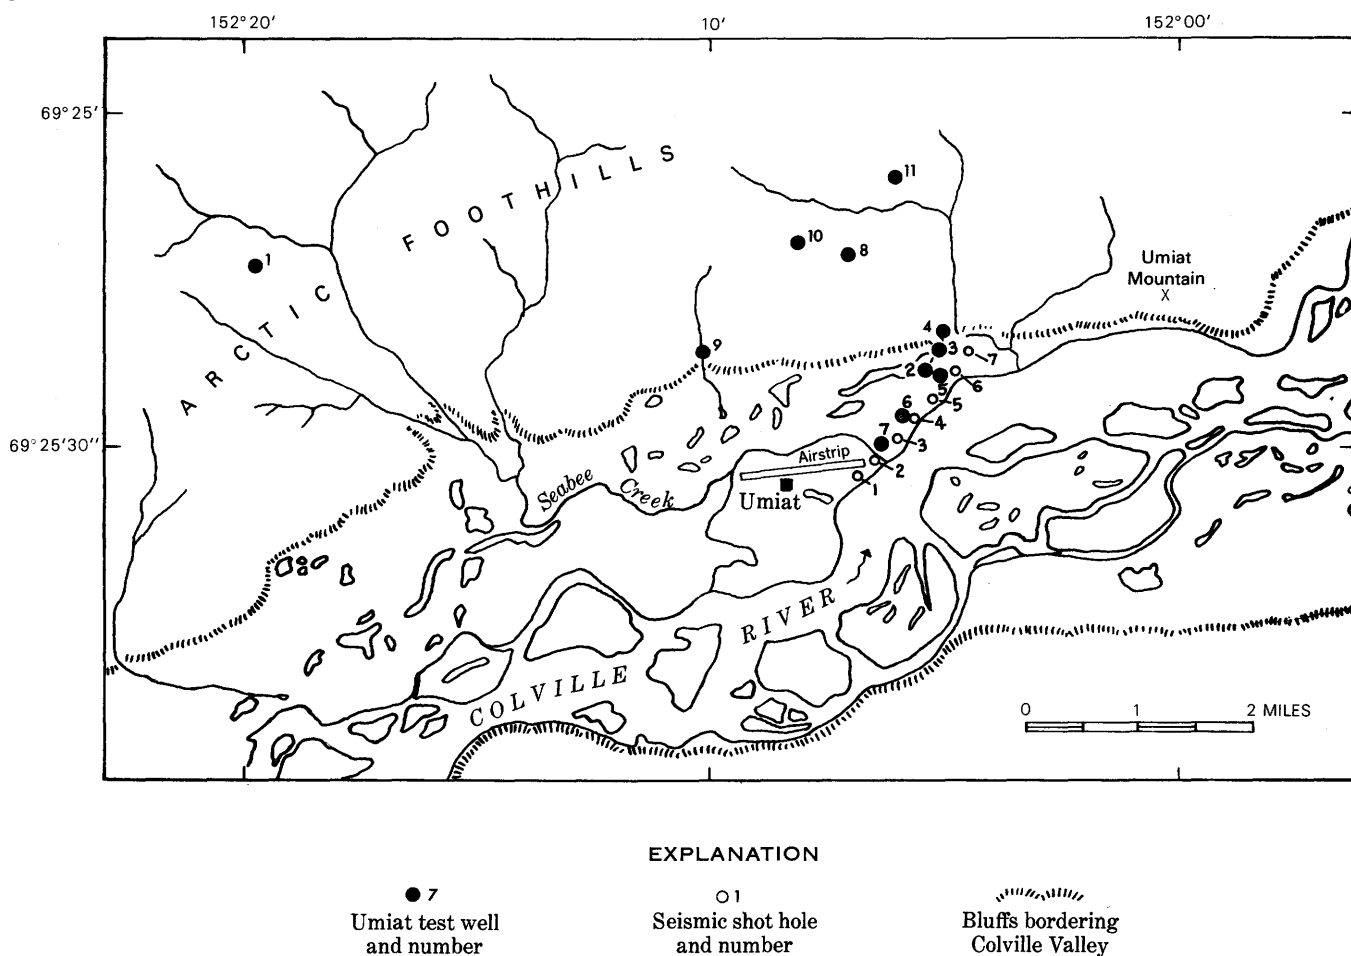 152°20′ 10′ 152°00′
69°25′
ARCTIC FOOTHILLS
11
10
8
1
Umiat
Mountain
X
4
3
7
9
2
5
6
6
5
4
7
3
Airstrip
2
1
69°25′30″
Seabee
Creek
Umiat
COLVILLE RIVER
0 1 2 MILES
EXPLANATION
7
Umiat test well
and number
1
Seismic shot hole
and number
Bluffs bordering
Colville Valley